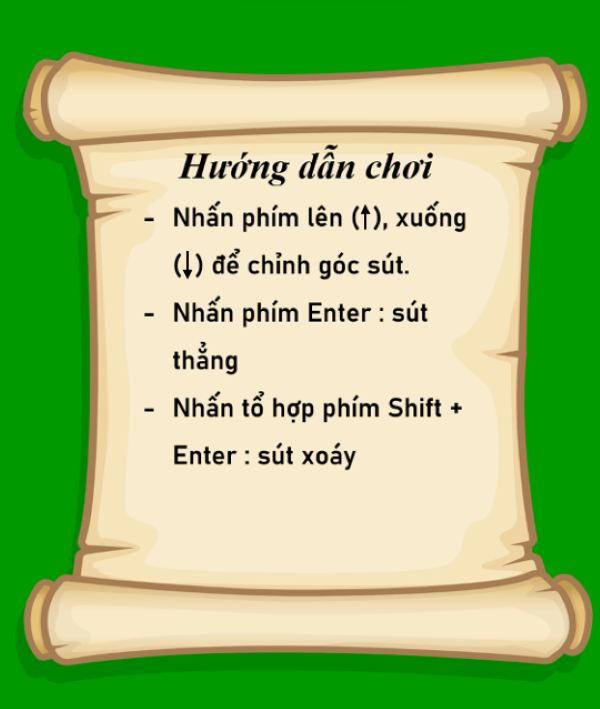 Hướng dẫn chơi
- Nhấn phím lên (↑), xuống
(↓) để chỉnh góc sút.
- Nhấn phím Enter : sút
thẳng
- Nhấn tổ hợp phím Shift +
Enter : sút xoáy